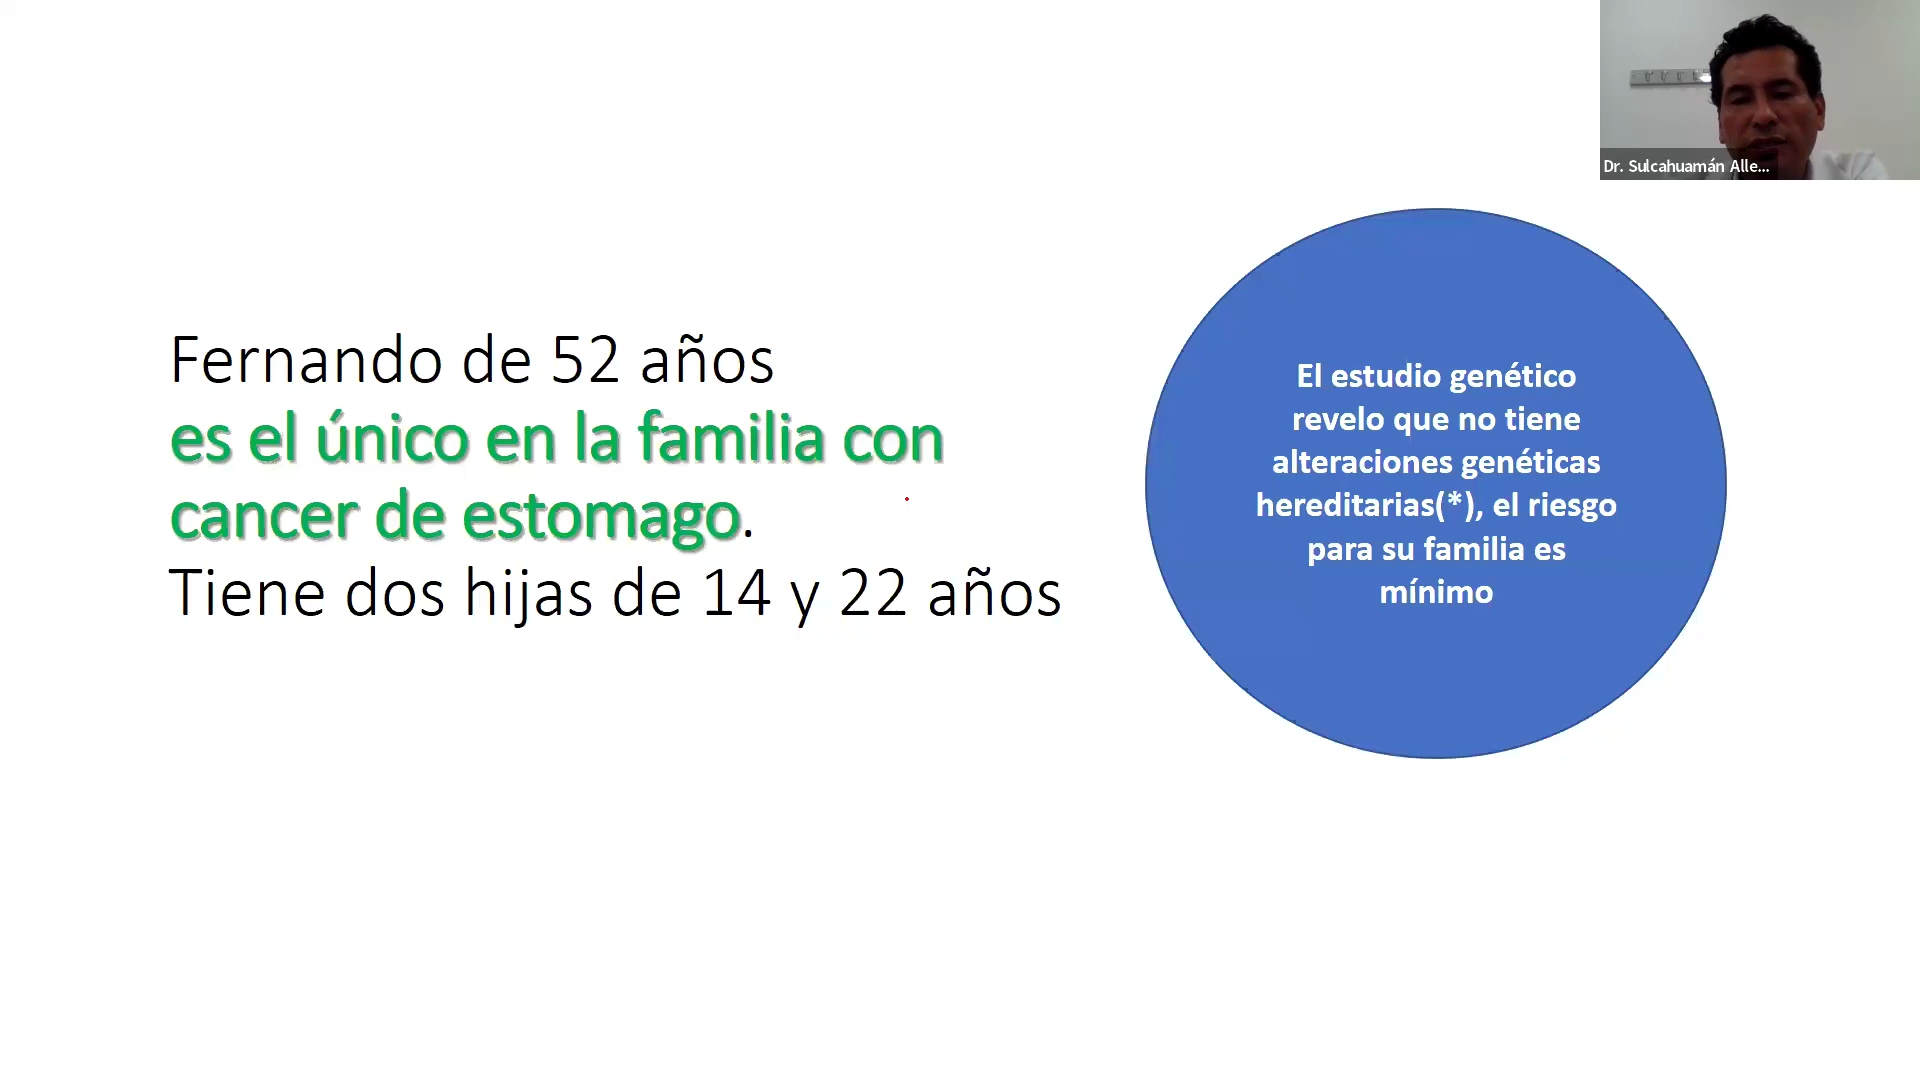 Dr. Sulcahuamán Alle...
Fernando de 52 años
es el único en la familia con
cancer de estomago.
Tiene dos hijas de 14 y 22 años
El estudio genético
revelo que no tiene
alteraciones genéticas
hereditarias(*), el riesgo
para su familia es
mínimo